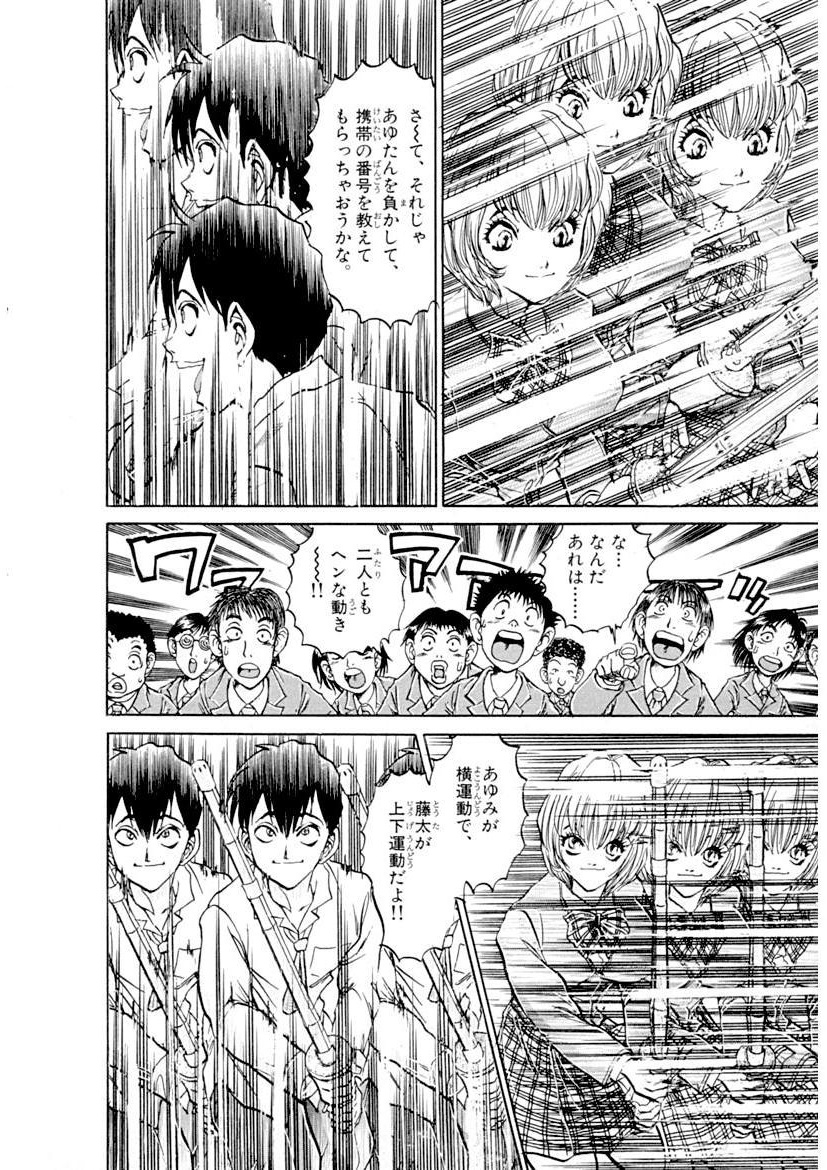 さ〜て、それじゃ
あゆたんを負かして、
携帯の番号を教えて
もらっちゃおうかな。
な…
なんだ
あれは……
アァ
二人とも
ヘンな動き
〜〜!!
ワァ
あゆみが
横運動で、
藤太が
上下運動だよ!!